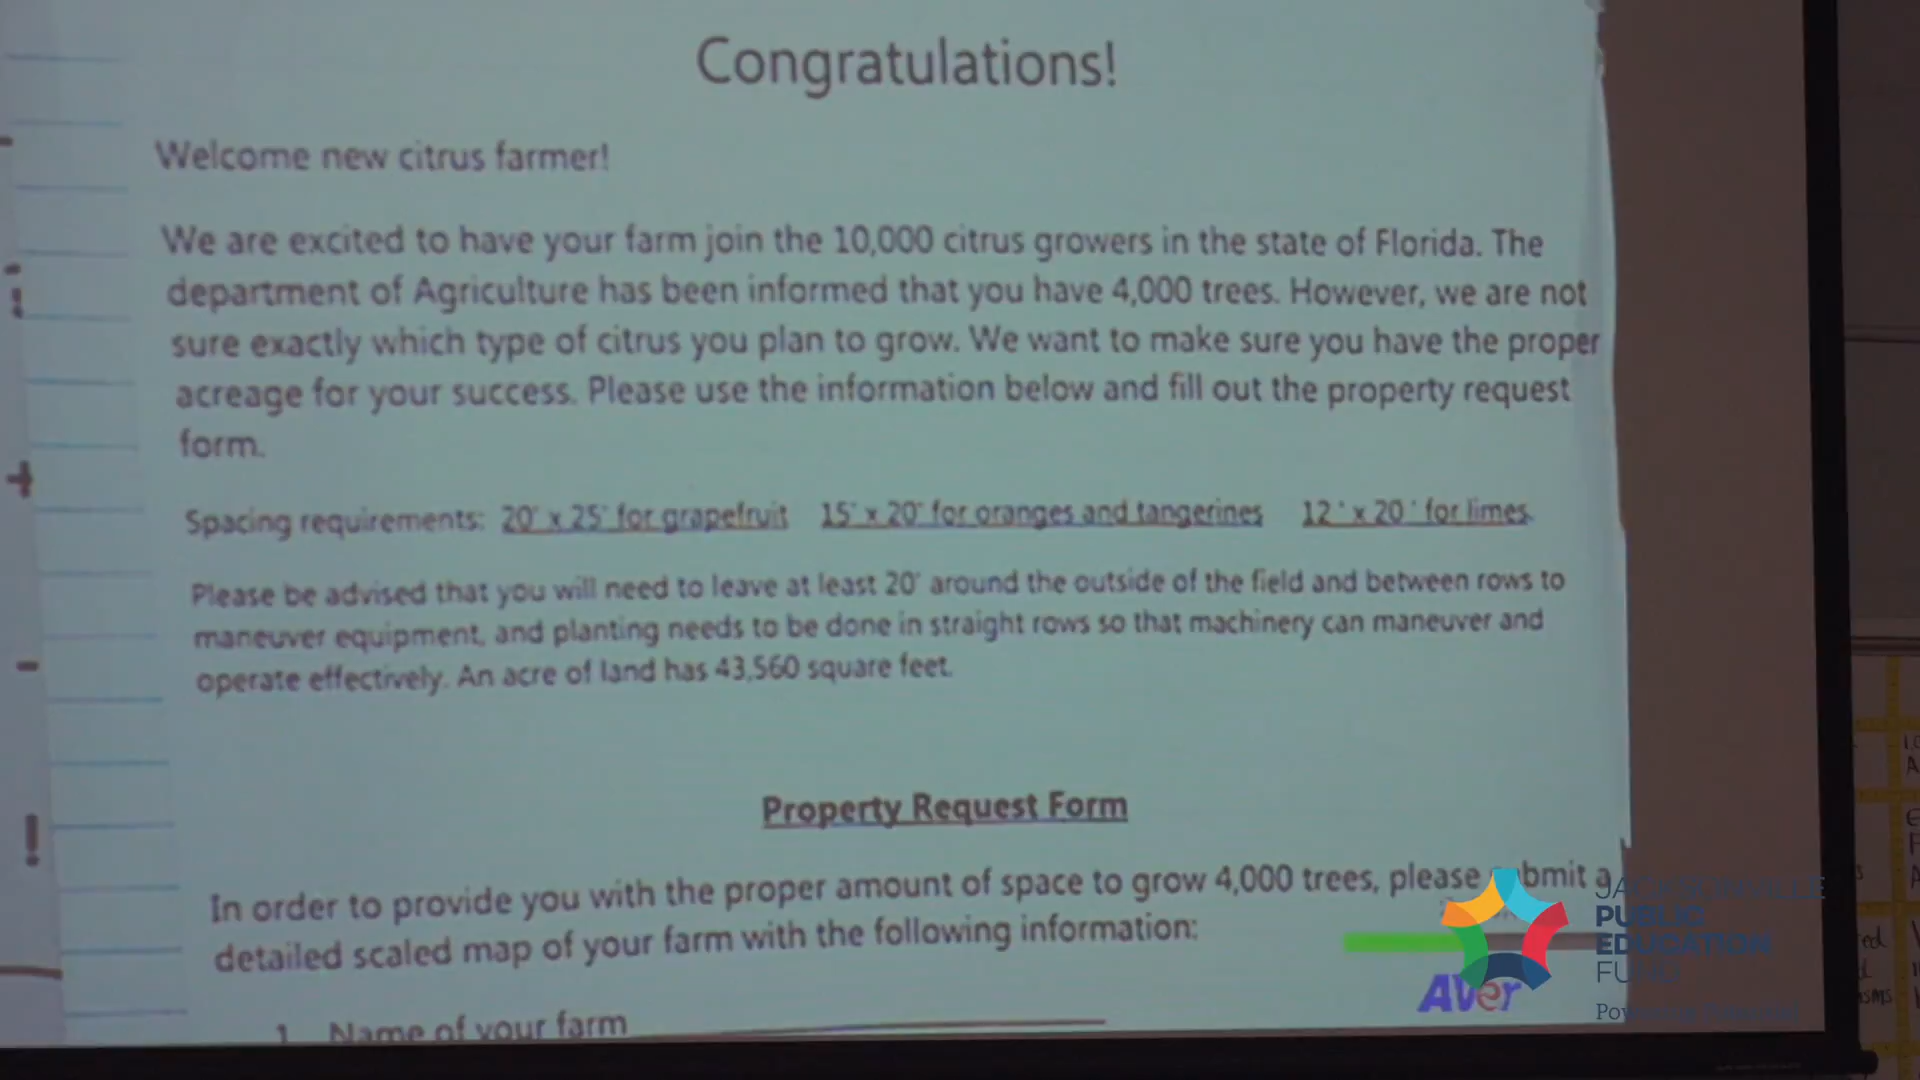 Congratulations!
Welcome new citrus farmer!
We are excited to have your farm join the 10,000 citrus growers in the state of Florida. The
department of Agriculture has been informed that you have 4,000 trees. However, we are not
sure exactly which type of citrus you plan to grow. We want to make sure you have the proper
acreage for your success. Please use the information below and fill out the property request
form.
Spacing requirements: 20' x 25' for grapefruit 15' x 20' for oranges and tangerines 12 ' x 20 ' for limes.
Please be advised that you will need to leave at least 20' around the outside of the field and between rows to
maneuver equipment, and planting needs to be done in straight rows so that machinery can maneuver and
operate effectively. An acre of land has 43,560 square feet.
Property Request Form
In order to provide you with the proper amount of space to grow 4,000 trees, please submit a
detailed scaled map of your farm with the following information:
1. Name of your farm
AVer
JACKSONVILLE
PUBLIC
EDUCATION
FUND